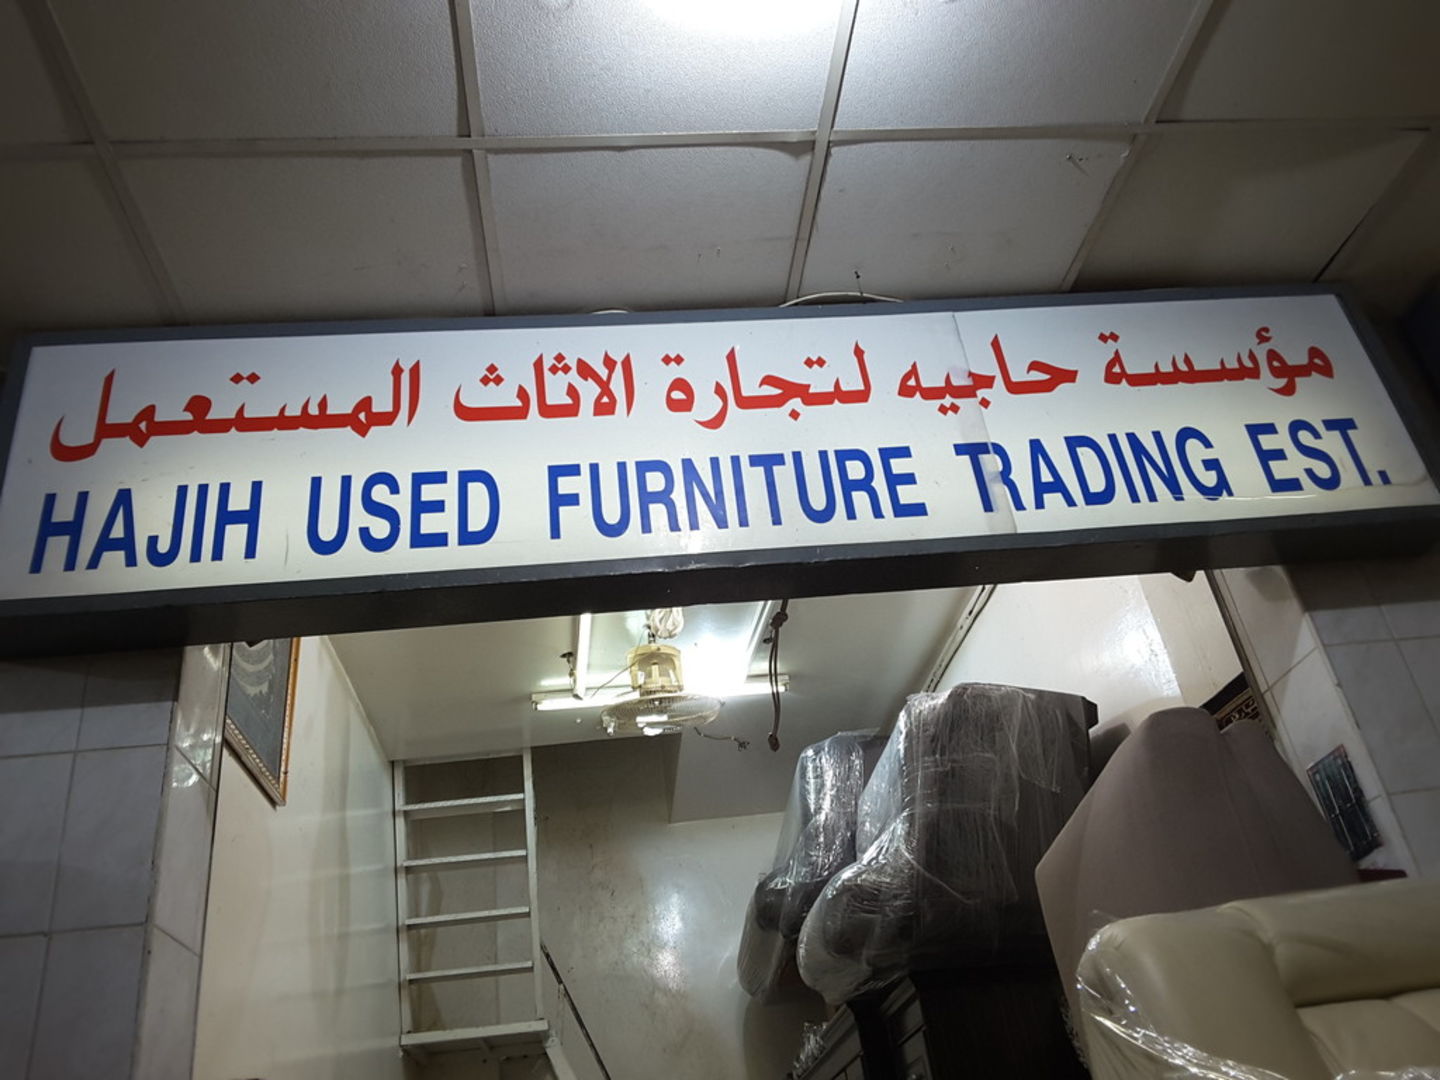 مؤسسة حاجيه لتجارة الاثاث المستعمل
HAJIH USED FURNITURE TRADING EST.